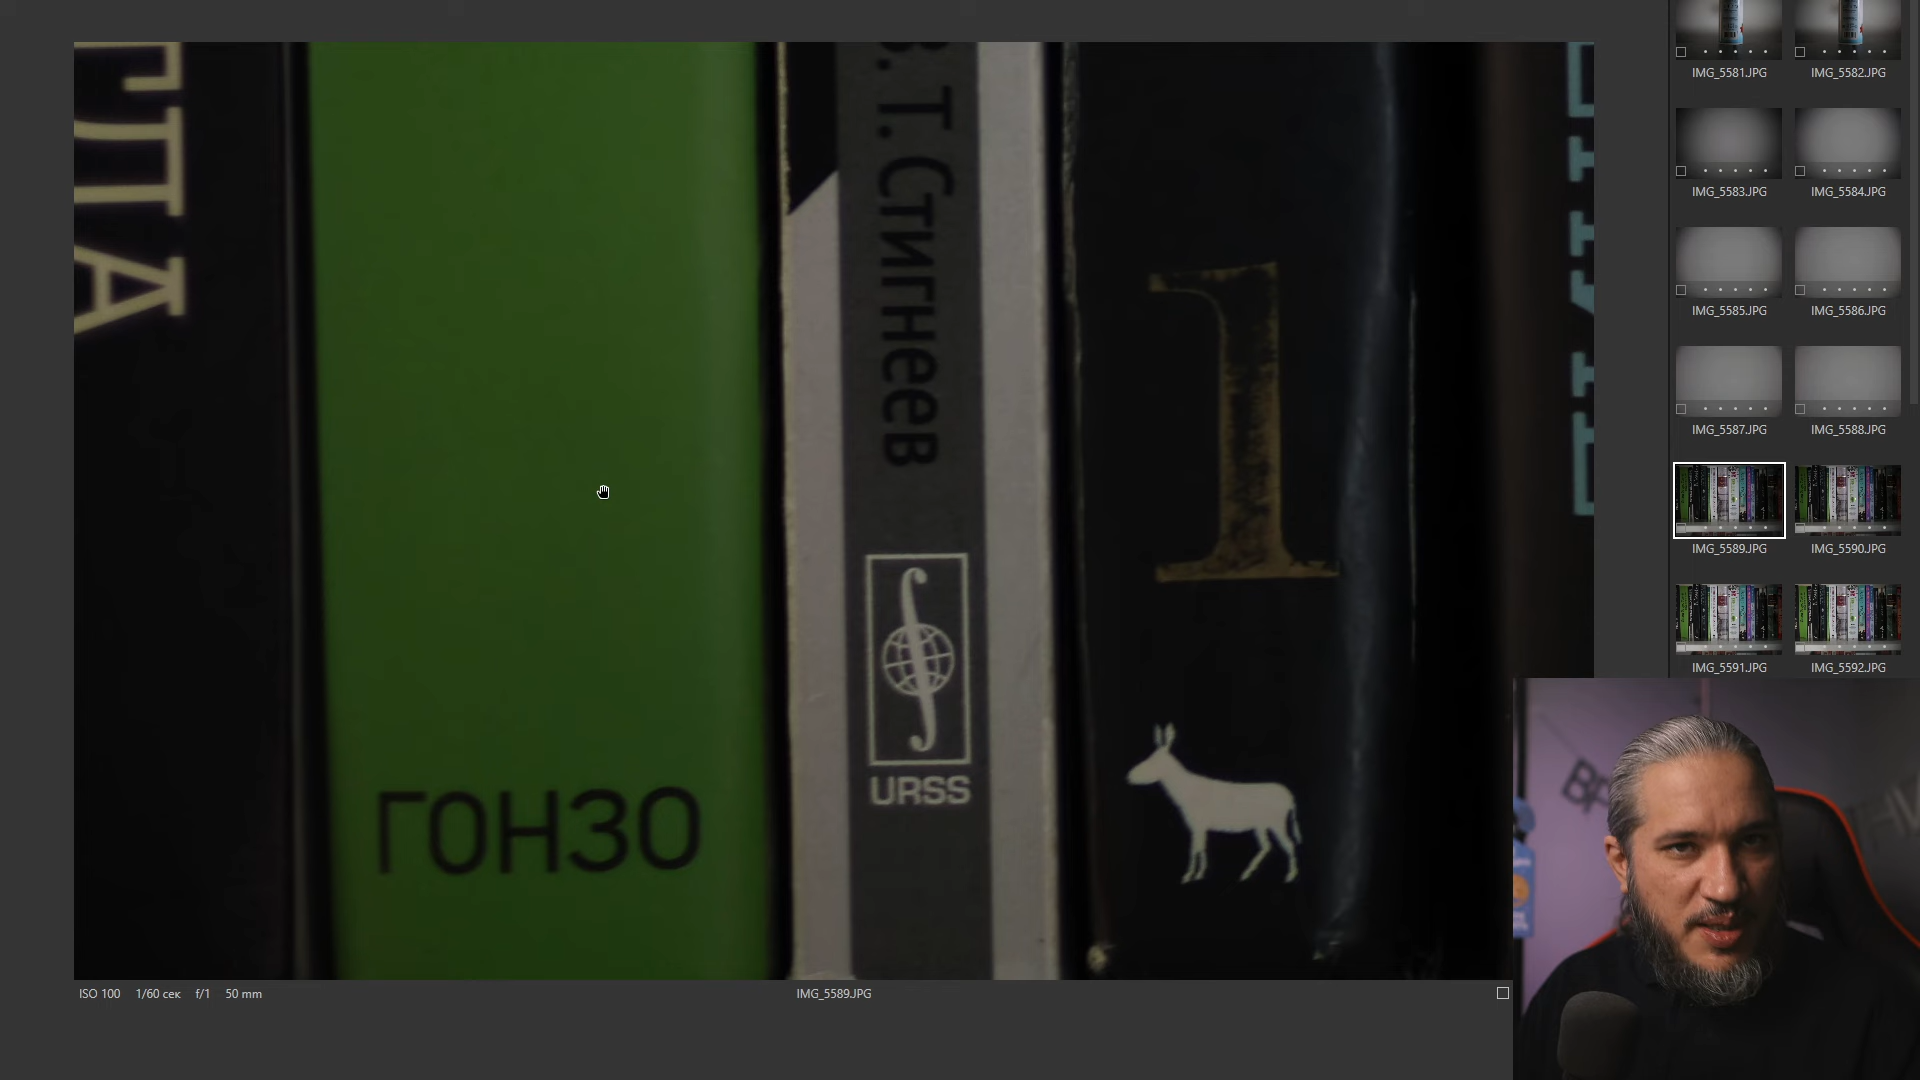 ГДА
ГОНЗО
В. Т. Стигнеев
URSS
1
ISO 100 1/60 сек f/1 50 mm
IMG_5589.JPG
IMG_5581.JPG IMG_5582.JPG
IMG_5583.JPG IMG_5584.JPG
IMG_5585.JPG IMG_5586.JPG
IMG_5587.JPG IMG_5588.JPG
IMG_5589.JPG IMG_5590.JPG
IMG_5591.JPG IMG_5592.JPG